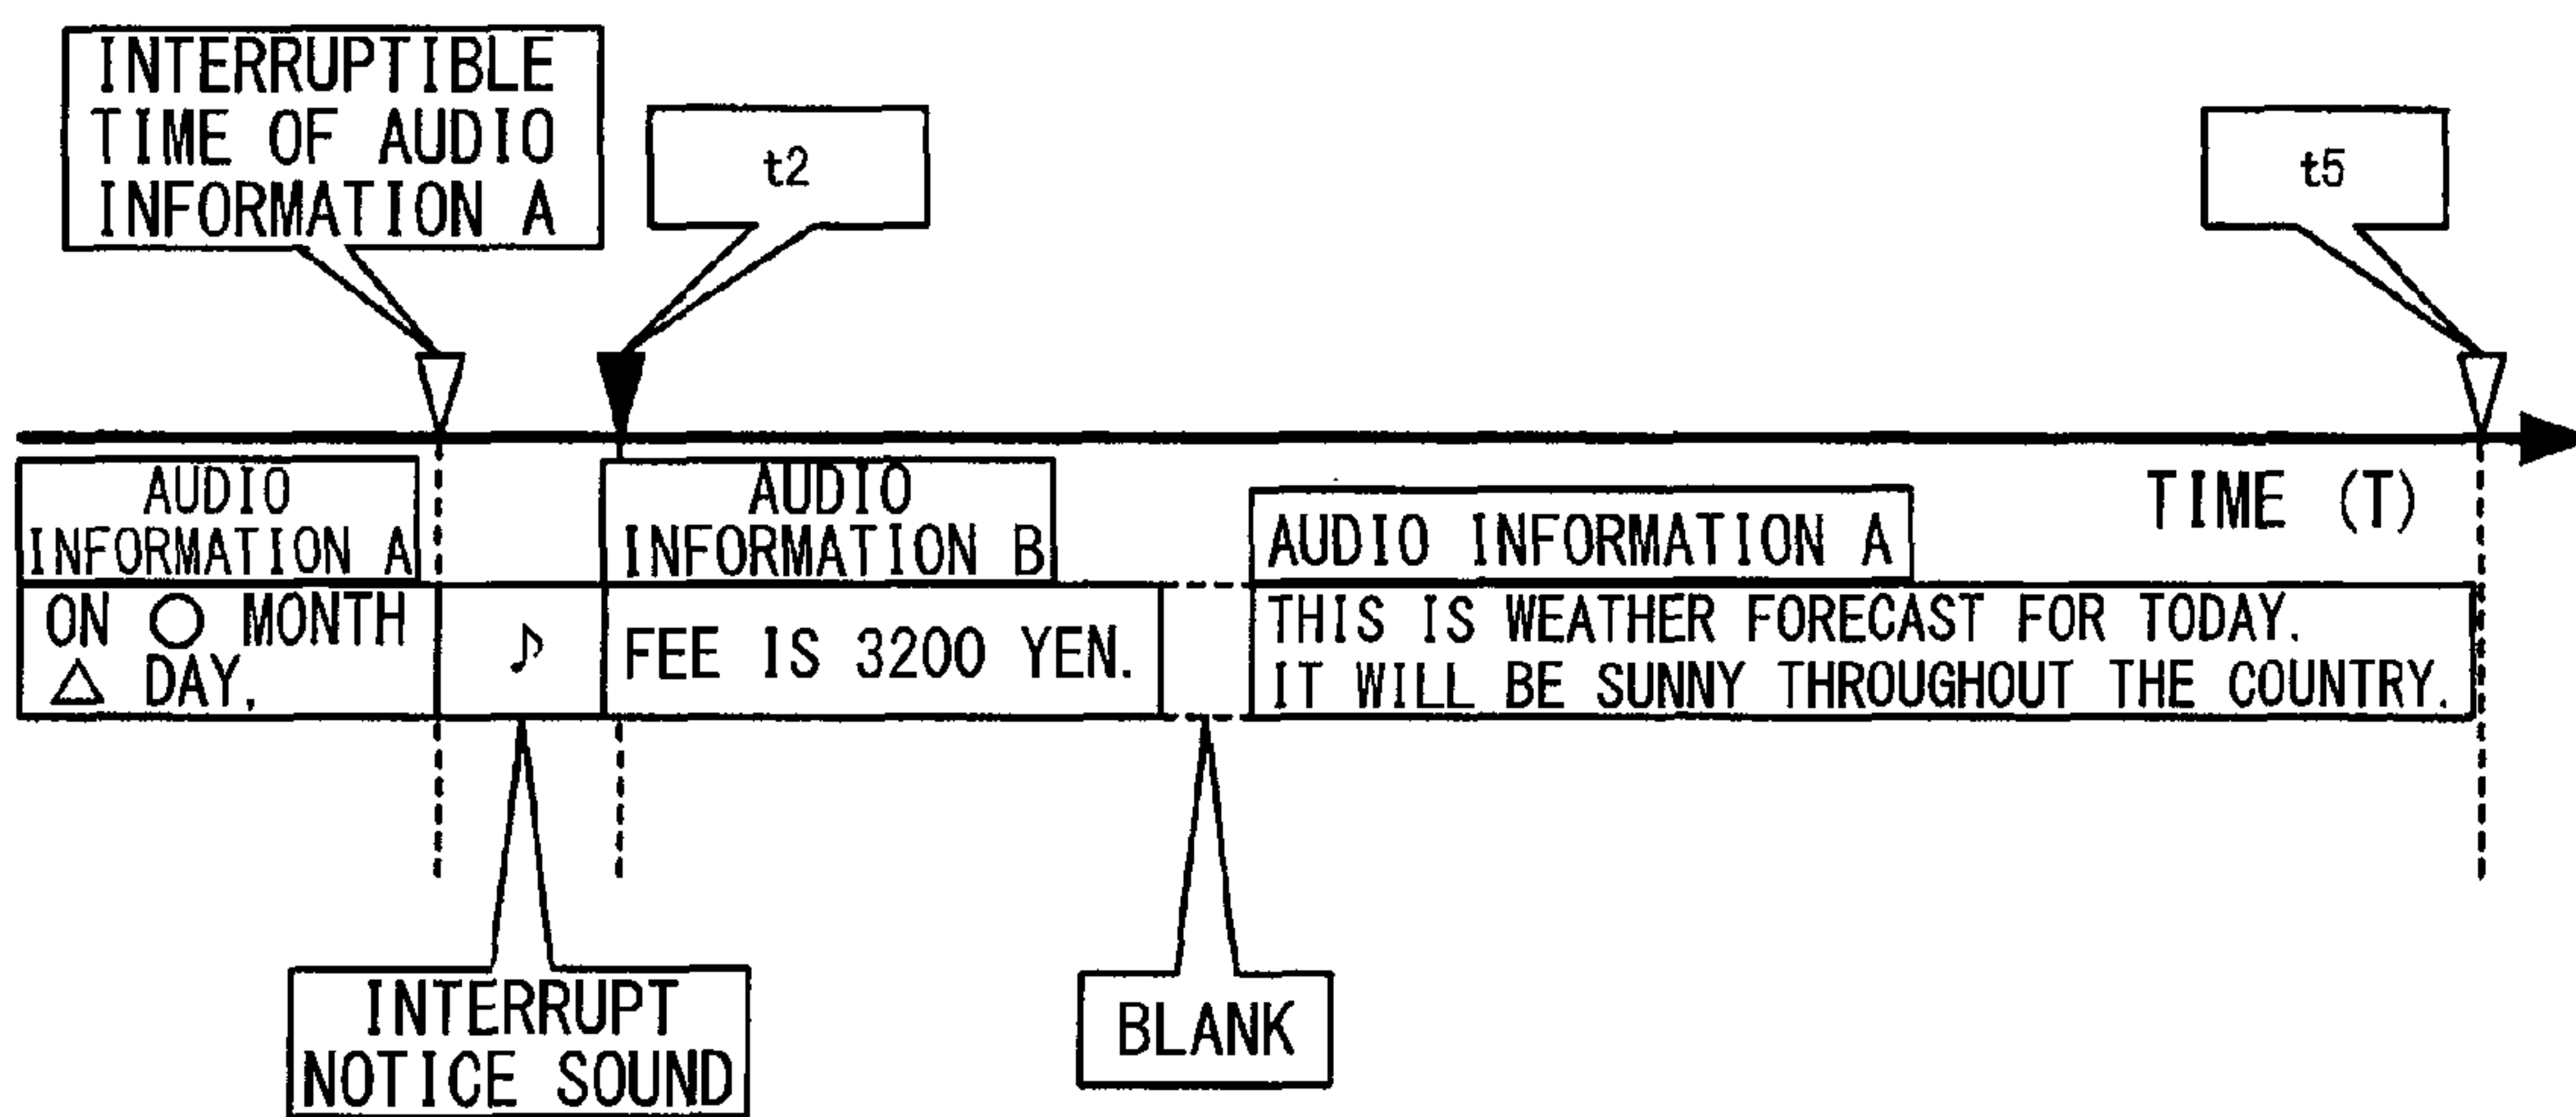 INTERRUPTIBLE
TIME OF AUDIO
INFORMATION A
t2
t5
AUDIO
INFORMATION A
AUDIO
INFORMATION B
AUDIO INFORMATION A
TIME (T)
ON ○ MONTH
△ DAY,
♪
FEE IS 3200 YEN.
THIS IS WEATHER FORECAST FOR TODAY.
IT WILL BE SUNNY THROUGHOUT THE COUNTRY.
INTERRUPT
NOTICE SOUND
BLANK